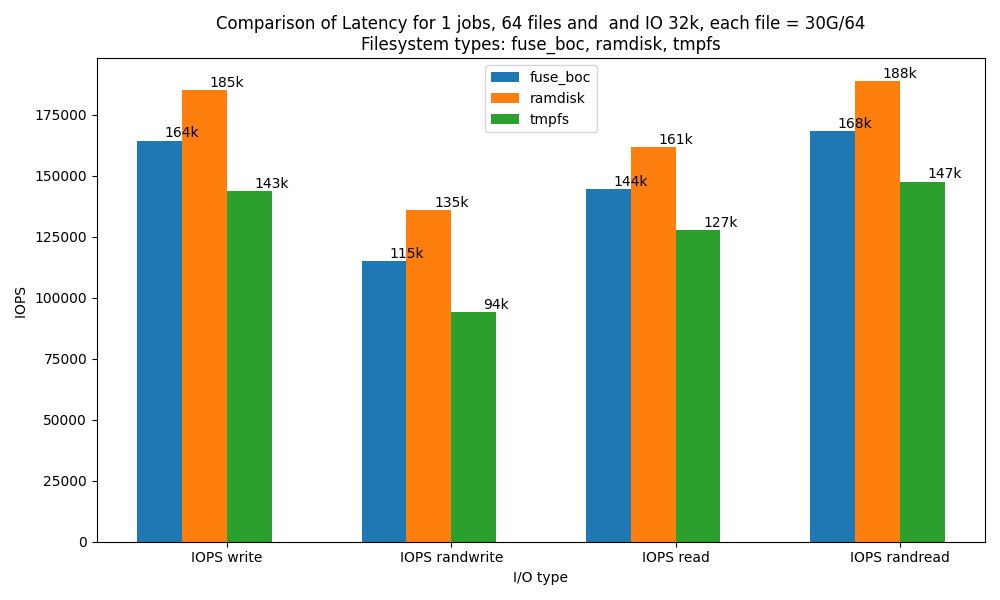 Comparison of Latency for 1 jobs, 64 files and  and IO 32k, each file = 30G/64
Filesystem types: fuse_boc, ramdisk, tmpfs
fuse_boc
ramdisk
tmpfs
IOPS
175000
150000
125000
100000
75000
50000
25000
0
164k
185k
143k
115k
135k
94k
144k
161k
127k
168k
188k
147k
IOPS write
IOPS randwrite
IOPS read
IOPS randread
I/O type